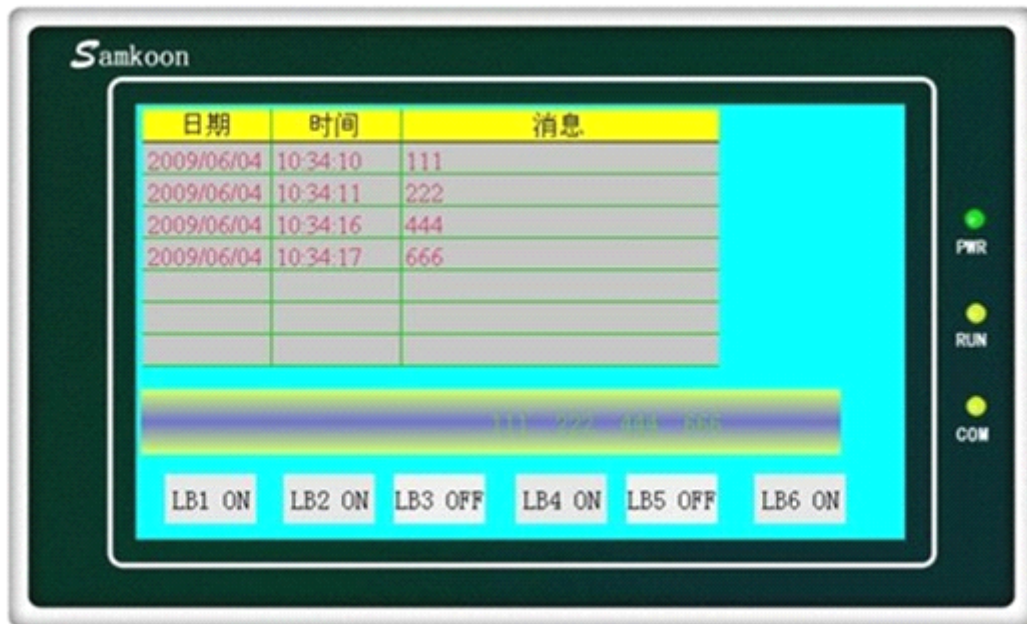 Samkoon
日期 时间 消息
2009/06/04 10:34:10 111
2009/06/04 10:34:11 222
2009/06/04 10:34:16 444
2009/06/04 10:34:17 666
PWR
RUN
111 222 444 666
COM
LB1 ON LB2 ON LB3 OFF LB4 ON LB5 OFF LB6 ON